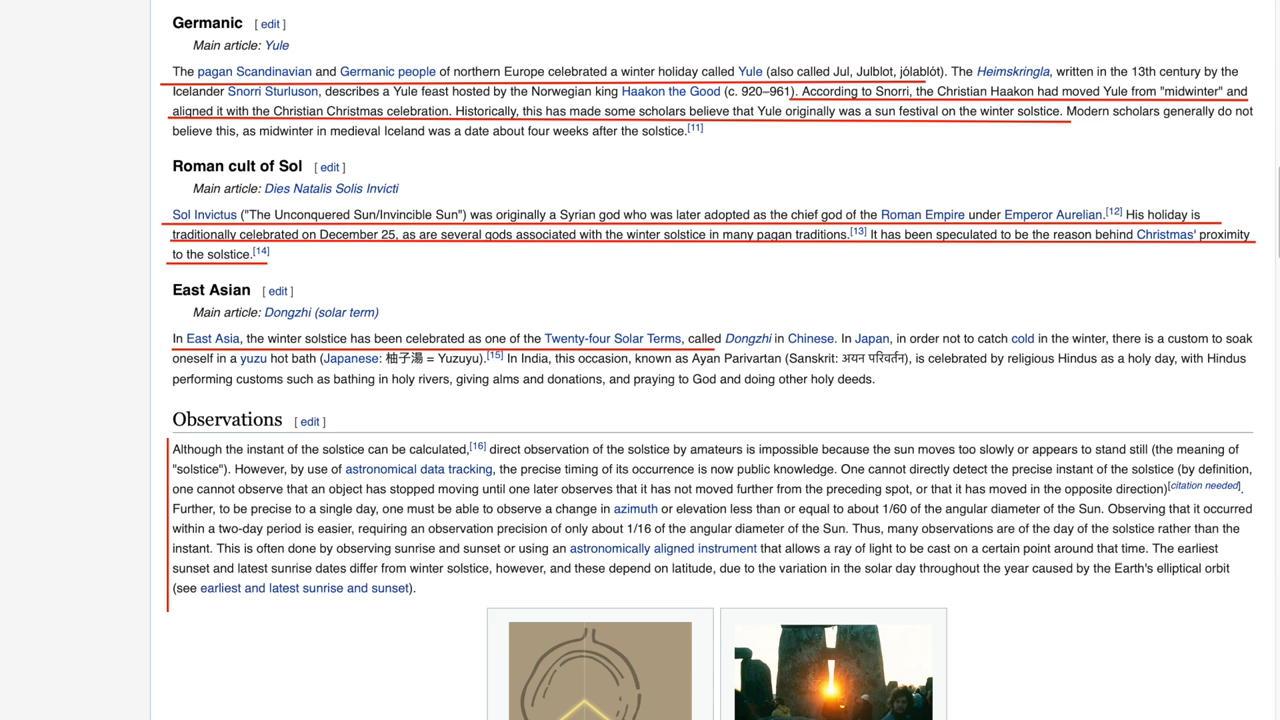 Germanic [ edit ]
Main article: Yule
The pagan Scandinavian and Germanic people of northern Europe celebrated a winter holiday called Yule (also called Jul, Julblot, jólablót). The Heimskringla, written in the 13th century by the
Icelander Snorri Sturluson, describes a Yule feast hosted by the Norwegian king Haakon the Good (c. 920–961). According to Snorri, the Christian Haakon had moved Yule from "midwinter" and
aligned it with the Christian Christmas celebration. Historically, this has made some scholars believe that Yule originally was a sun festival on the winter solstice. Modern scholars generally do not
believe this, as midwinter in medieval Iceland was a date about four weeks after the solstice.[11]
Roman cult of Sol [ edit ]
Main article: Dies Natalis Solis Invicti
Sol Invictus ("The Unconquered Sun/Invincible Sun") was originally a Syrian god who was later adopted as the chief god of the Roman Empire under Emperor Aurelian.[12] His holiday is
traditionally celebrated on December 25, as are several gods associated with the winter solstice in many pagan traditions.[13] It has been speculated to be the reason behind Christmas' proximity
to the solstice.[14]
East Asian [ edit ]
Main article: Dongzhi (solar term)
In East Asia, the winter solstice has been celebrated as one of the Twenty-four Solar Terms, called Dongzhi in Chinese. In Japan, in order not to catch cold in the winter, there is a custom to soak
oneself in a yuzu hot bath (Japanese: 柚子湯 = Yuzuyu).[15] In India, this occasion, known as Ayan Parivartan (Sanskrit: अयन परिवर्तन), is celebrated by religious Hindus as a holy day, with Hindus
performing customs such as bathing in holy rivers, giving alms and donations, and praying to God and doing other holy deeds.
Observations [ edit ]
Although the instant of the solstice can be calculated,[16] direct observation of the solstice by amateurs is impossible because the sun moves too slowly or appears to stand still (the meaning of
"solstice"). However, by use of astronomical data tracking, the precise timing of its occurrence is now public knowledge. One cannot directly detect the precise instant of the solstice (by definition,
one cannot observe that an object has stopped moving until one later observes that it has not moved further from the preceding spot, or that it has moved in the opposite direction)[citation needed].
Further, to be precise to a single day, one must be able to observe a change in azimuth or elevation less than or equal to about 1/60 of the angular diameter of the Sun. Observing that it occurred
within a two-day period is easier, requiring an observation precision of only about 1/16 of the angular diameter of the Sun. Thus, many observations are of the day of the solstice rather than the
instant. This is often done by observing sunrise and sunset or using an astronomically aligned instrument that allows a ray of light to be cast on a certain point around that time. The earliest
sunset and latest sunrise dates differ from winter solstice, however, and these depend on latitude, due to the variation in the solar day throughout the year caused by the Earth's elliptical orbit
(see earliest and latest sunrise and sunset).